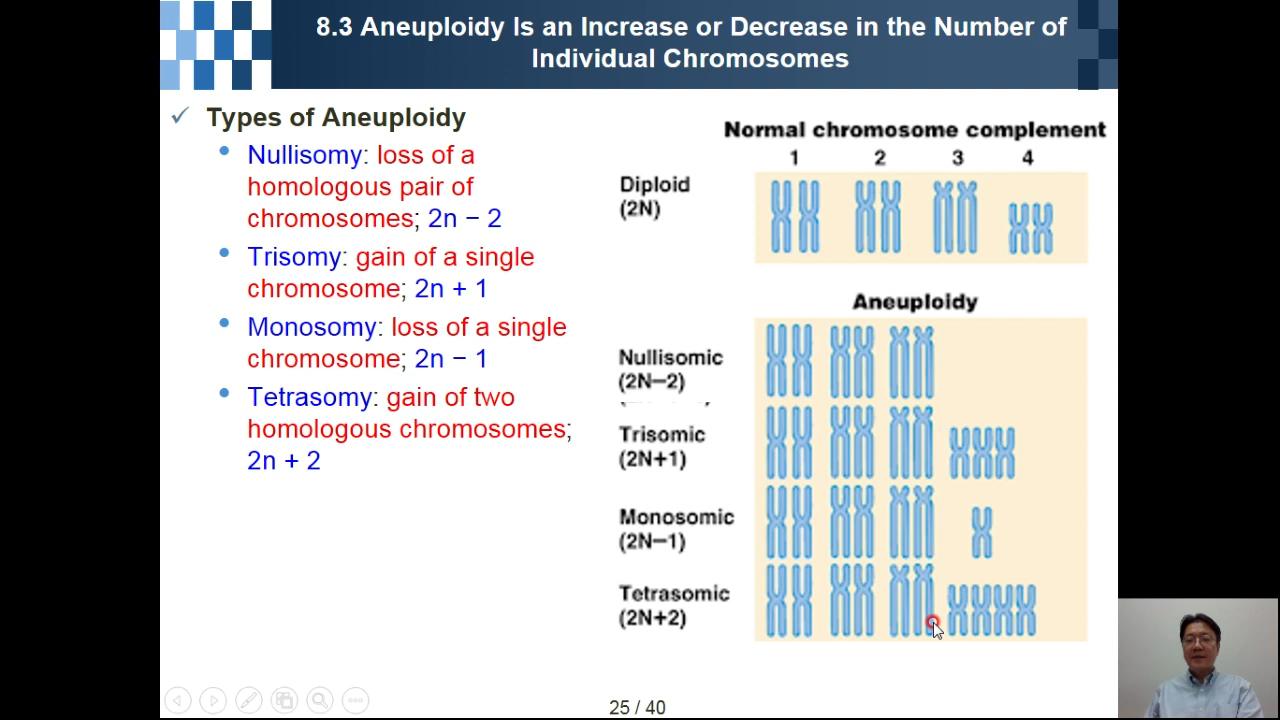 8.3 Aneuploidy Is an Increase or Decrease in the Number of
Individual Chromosomes
✓ Types of Aneuploidy
• Nullisomy: loss of a
homologous pair of
chromosomes; 2n − 2
• Trisomy: gain of a single
chromosome; 2n + 1
• Monosomy: loss of a single
chromosome; 2n − 1
• Tetrasomy: gain of two
homologous chromosomes;
2n + 2
Normal chromosome complement
1 2 3 4
Diploid
(2N)
Aneuploidy
Nullisomic
(2N−2)
Trisomic
(2N+1)
Monosomic
(2N−1)
Tetrasomic
(2N+2)
25 / 40